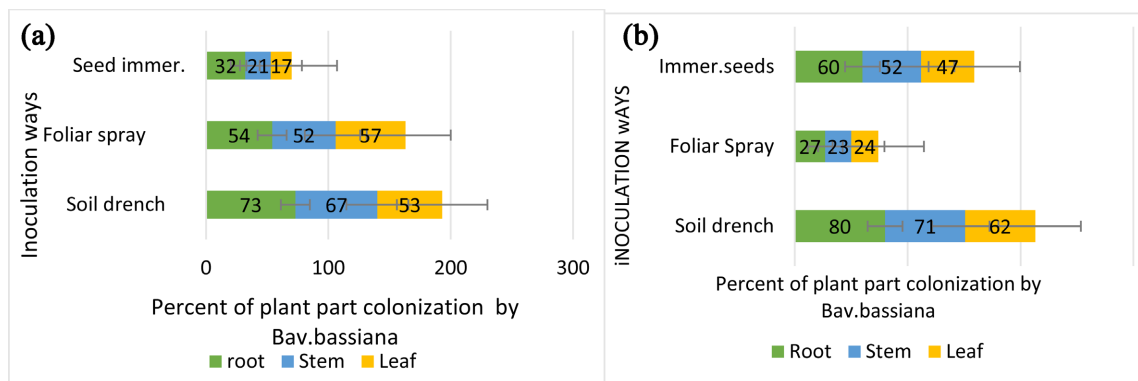 (a)
Inoculation ways
Seed immer.
32 21 17
Foliar spray
54 52 57
Soil drench
73 67 53
0 100 200 300
Percent of plant part colonization by
Bav.bassiana
root Stem Leaf
(b)
iNOCULATION wAYS
Immer.seeds
60 52 47
Foliar Spray
27 23 24
Soil drench
80 71 62
Percent of plant part colonization by
Bav.bassiana
Root Stem Leaf